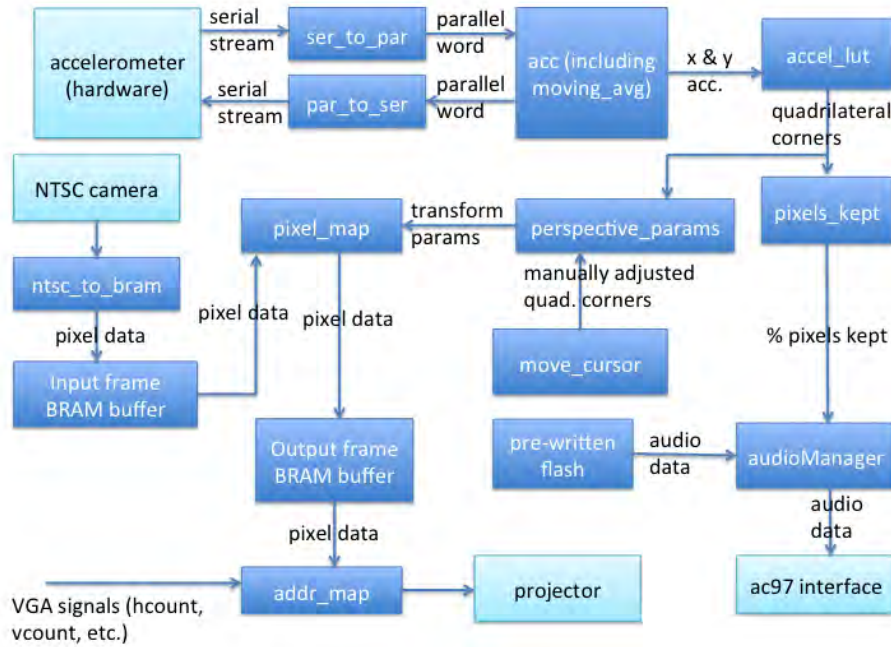 serial
stream
ser_to_par
parallel
word
accelerometer
(hardware)
acc (including
moving_avg)
x & y
acc.
accel_lut
serial
stream
par_to_ser
parallel
word
quadrilateral
corners
NTSC camera
pixel_map
transform
params
perspective_params
pixels_kept
ntsc_to_bram
manually adjusted
quad. corners
pixel data
pixel data
pixel data
% pixels kept
Input frame
BRAM buffer
move_cursor
Output frame
BRAM buffer
pre-written
flash
audio
data
audioManager
pixel data
audio
data
addr_map
projector
ac97 interface
VGA signals (hcount,
vcount, etc.)